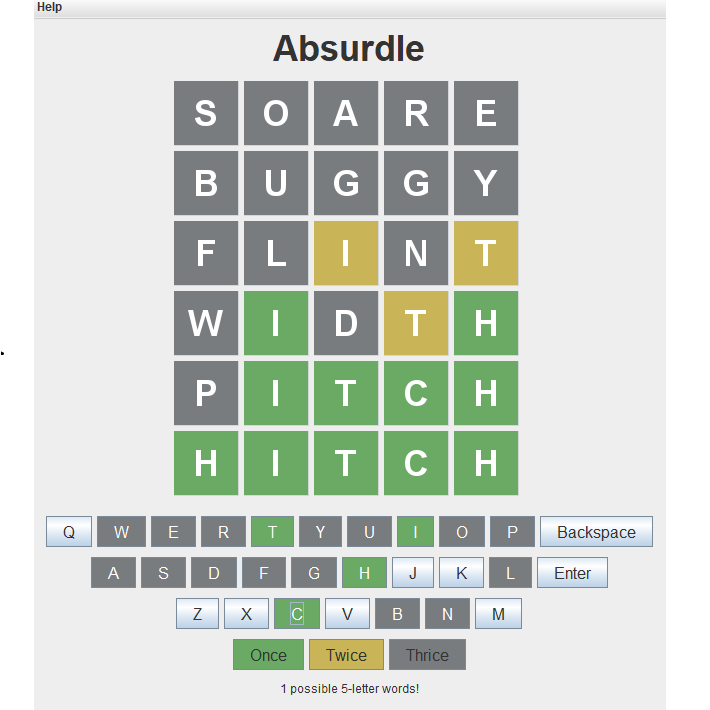 Help
Absurdle
S O A R E
B U G G Y
F L I N T
W I D T H
P I T C H
H I T C H
Q W E R T Y U I O P Backspace
A S D F G H J K L Enter
Z X C V B N M
Once Twice Thrice
1 possible 5-letter words!